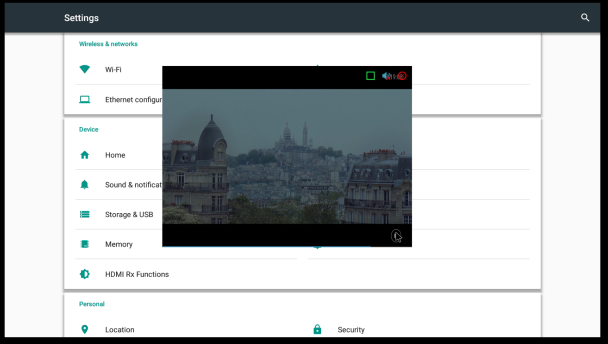 Settings
Wireless & networks
Wi-Fi
Ethernet configur
Device
Home
Sound & notificat
Storage & USB
Memory
HDMI Rx Functions
Personal
Location
Security